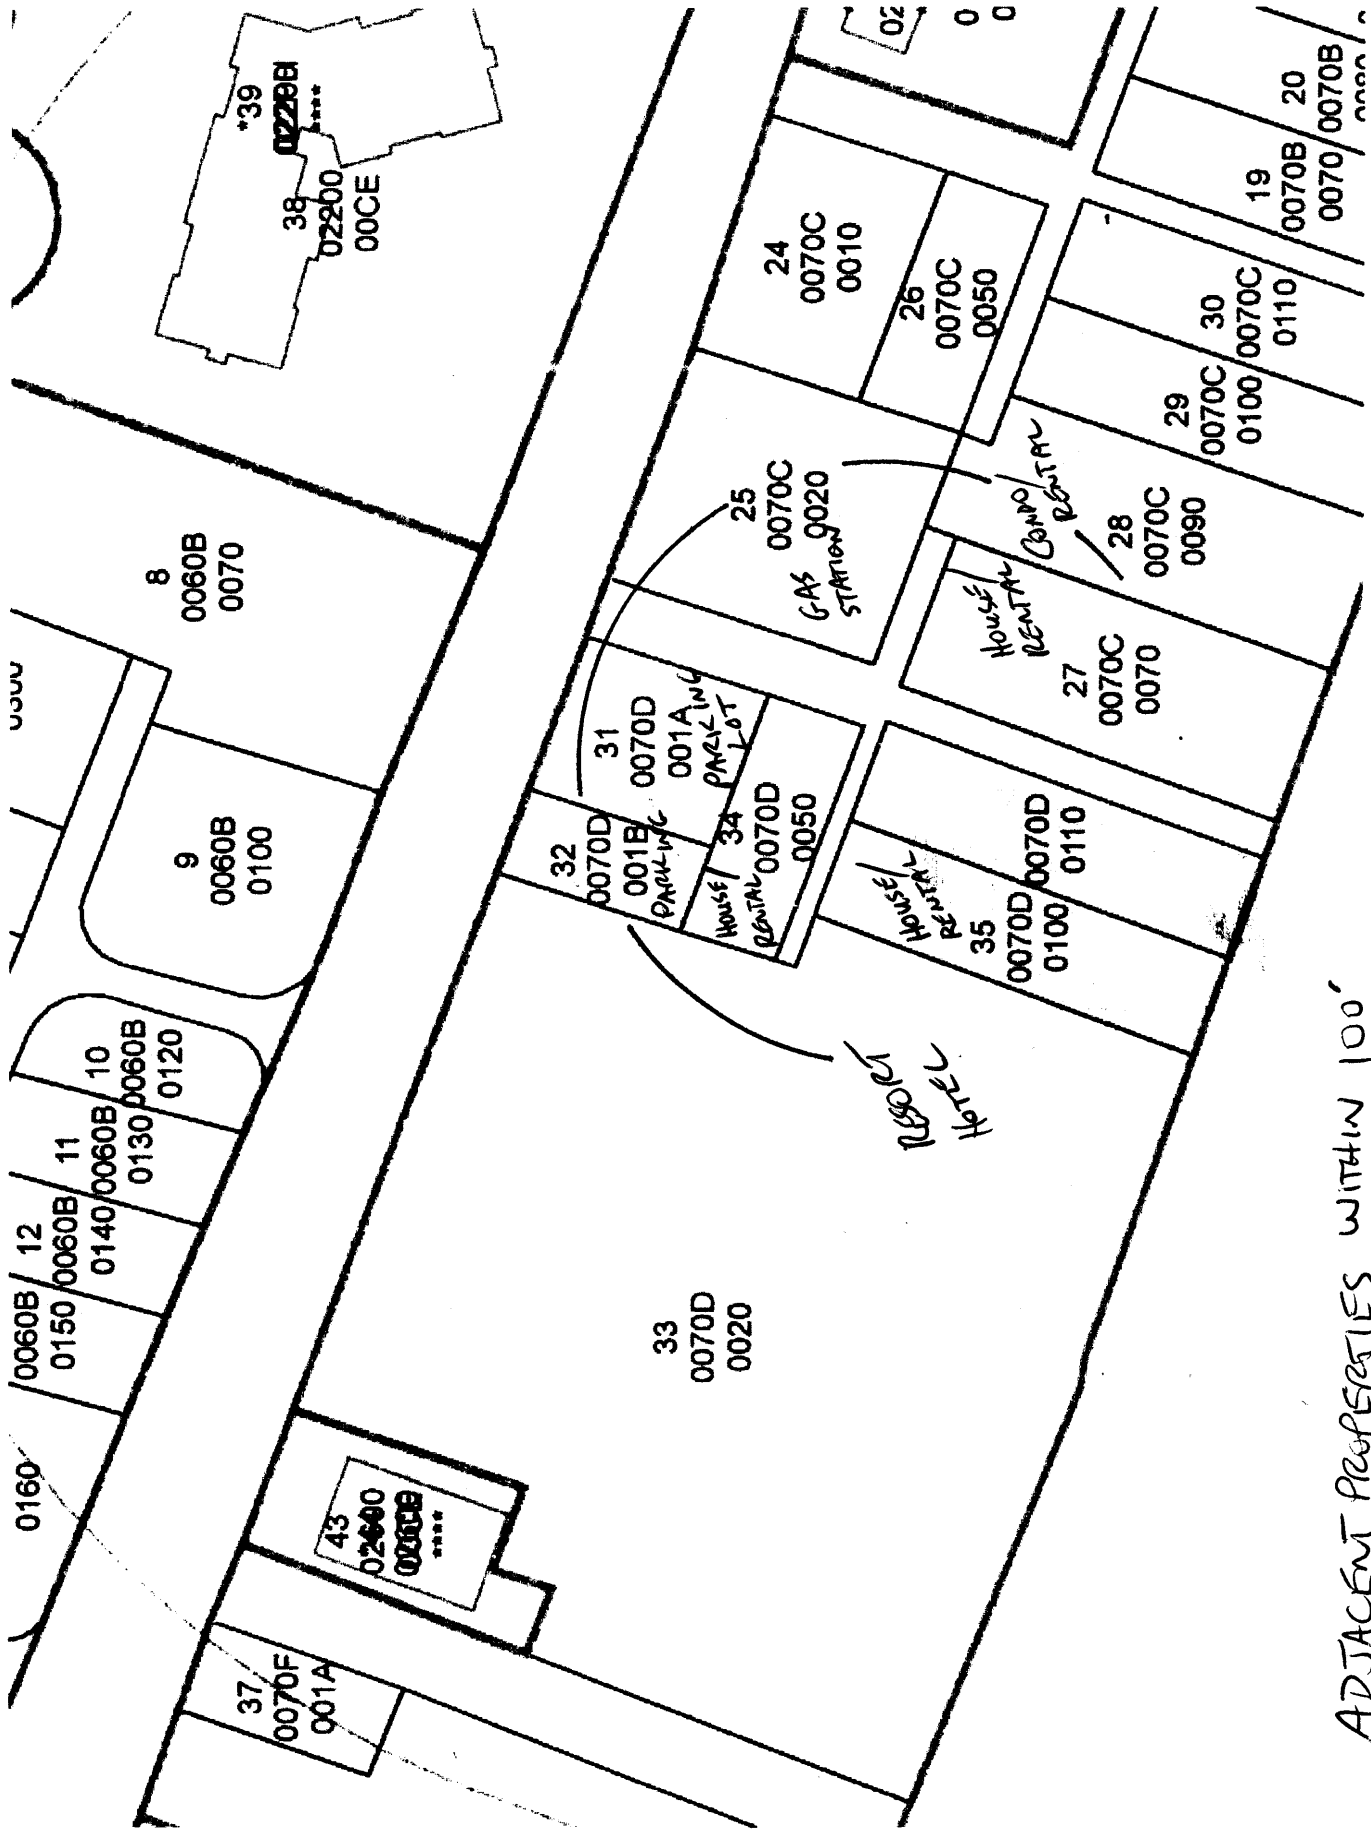 *39
****
38
02200
00CE
8
0060B
0070
9
0060B
0100
10
0060B
0120
11
0060B
0130
12
0060B
0140
0060B
0150
0160
24
0070C
0010
26
0070C
0050
25
0070C
0020
GAS
STATION
31
0070D
001A
PARKING
LOT
32
0070D
001B
PARKING
34
0070D
0050
HOUSE/
RENTAL
19
0070B
0070
20
0070B
30
0070C
0110
29
0070C
0100
CONDO
RENTAL
28
0070C
0090
HOUSE/
RENTAL
27
0070C
0070
0070D
0110
HOUSE/
RENTAL
35
0070D
0100
RESORT/
HOTEL
33
0070D
0020
43
****
37
0070F
001A
ADJACENT PROPERTIES WITHIN 100'